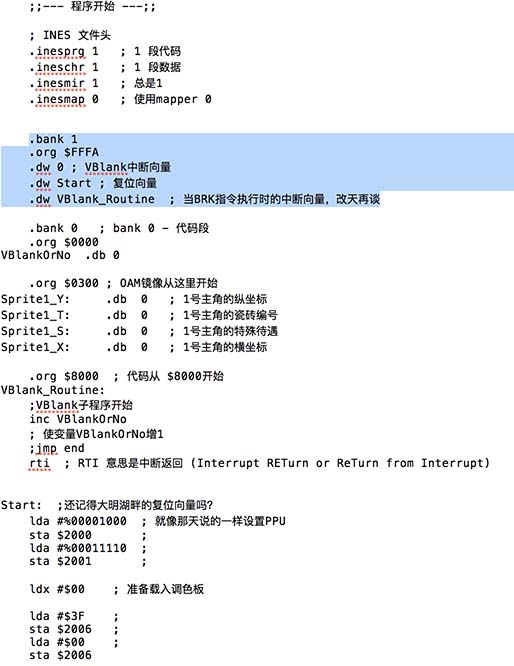 ;;--- 程序开始 ---;;
; INES 文件头
.inesprg 1   ; 1 段代码
.ineschr 1   ; 1 段数据
.inesmir 1   ; 总是1
.inesmap 0   ; 使用mapper 0
.bank 1
.org $FFFA
.dw 0 ; VBlank中断向量
.dw Start ; 复位向量
.dw VBlank_Routine  ; 当BRK指令执行时的中断向量，改天再谈
.bank 0   ; bank 0 - 代码段
.org $0000
VBlankOrNo  .db 0
.org $0300 ; OAM镜像从这里开始
Sprite1_Y:     .db  0   ; 1号主角的纵坐标
Sprite1_T:     .db  0   ; 1号主角的瓷砖编号
Sprite1_S:     .db  0   ; 1号主角的特殊待遇
Sprite1_X:     .db  0   ; 1号主角的横坐标
.org $8000  ; 代码从 $8000开始
VBlank_Routine:
;VBlank子程序开始
inc VBlankOrNo
; 使变量VBlankOrNo增1
;jmp end
rti  ; RTI 意思是中断返回 (Interrupt RETurn or ReTurn from Interrupt)
Start:  ;还记得大明湖畔的复位向量吗?
lda #%00001000  ; 就像那天说的一样设置PPU
sta $2000       ;
lda #%00011110  ;
sta $2001       ;
ldx #$00    ; 准备载入调色板
lda #$3F    ;
sta $2006   ;
lda #$00    ;
sta $2006